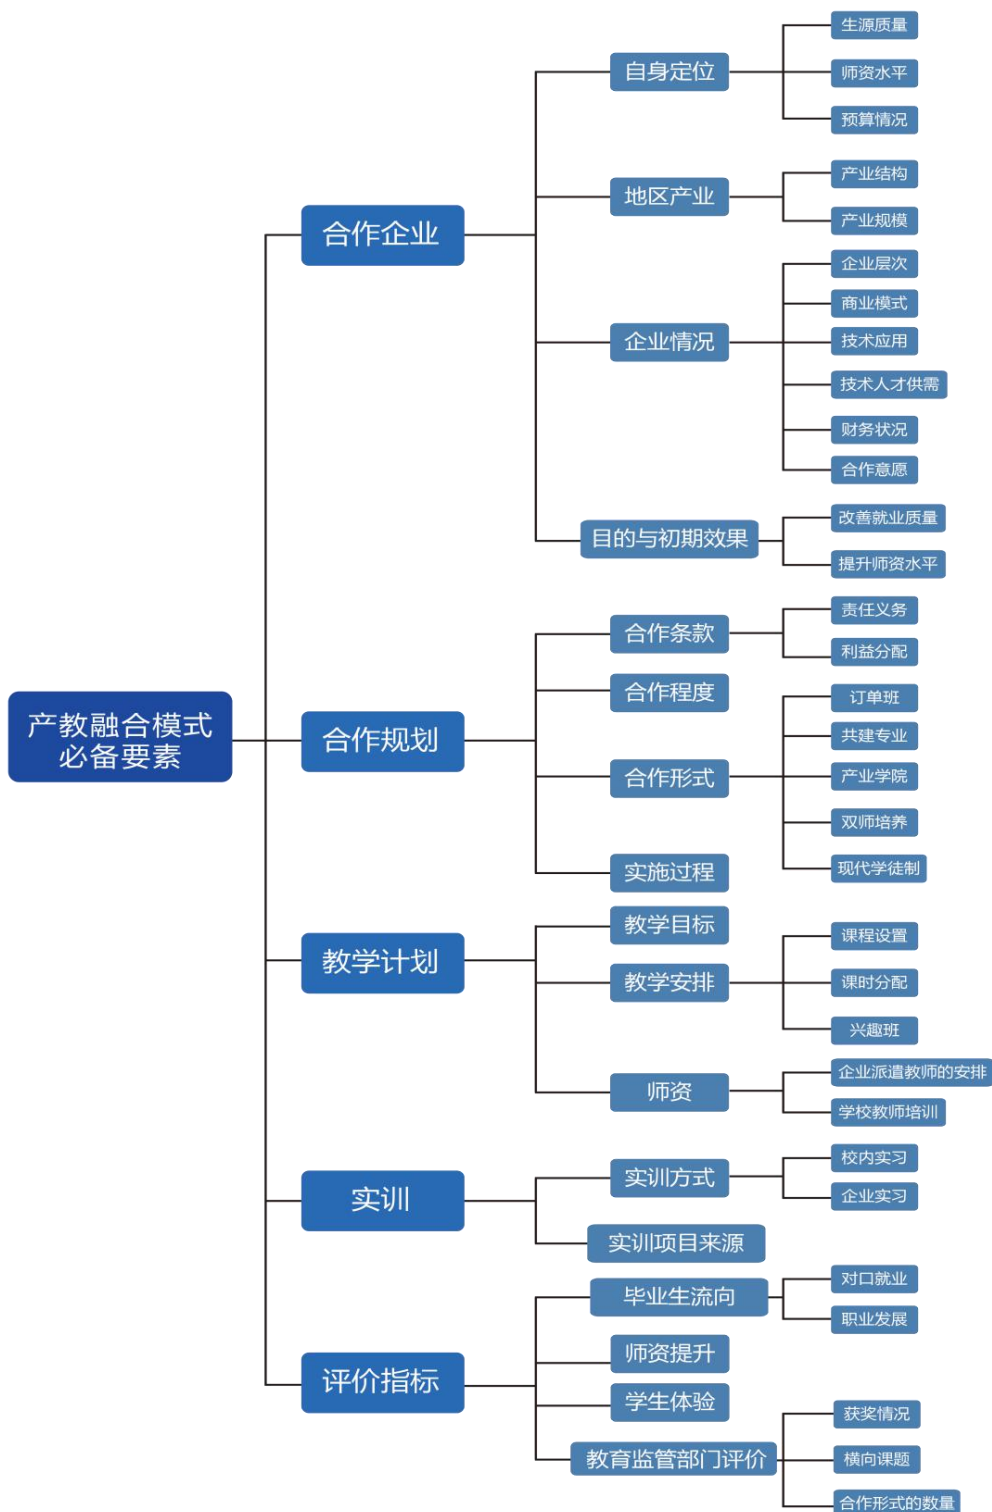 产教融合模式
必备要素
合作企业
自身定位
生源质量
师资水平
预算情况
地区产业
产业结构
产业规模
企业情况
企业层次
商业模式
技术应用
技术人才供需
财务状况
合作意愿
目的与初期效果
改善就业质量
提升师资水平
合作规划
合作条款
责任义务
利益分配
合作程度
合作形式
订单班
共建专业
产业学院
双师培养
现代学徒制
实施过程
教学计划
教学目标
教学安排
课程设置
课时分配
兴趣班
师资
企业派遣教师的安排
学校教师培训
实训
实训方式
校内实习
企业实习
实训项目来源
评价指标
毕业生流向
对口就业
职业发展
师资提升
学生体验
教育监管部门评价
获奖情况
横向课题
合作形式的数量